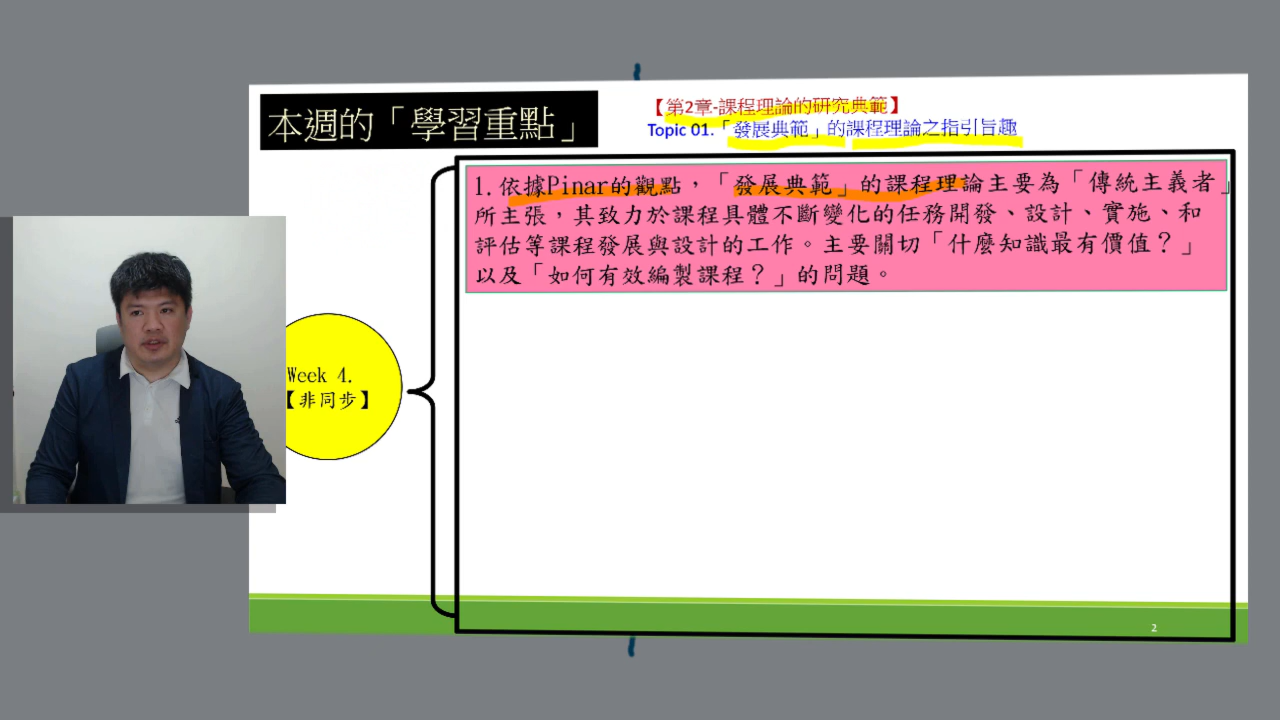 本週的「學習重點」
【第2章-課程理論的研究典範】
Topic 01.「發展典範」的課程理論之指引旨趣
1.依據Pinar的觀點，「發展典範」的課程理論主要為「傳統主義者」
所主張，其致力於課程具體不斷變化的任務開發、設計、實施、和
評估等課程發展與設計的工作。主要關切「什麼知識最有價值？」
以及「如何有效編製課程？」的問題。
Week 4.
【非同步】
2